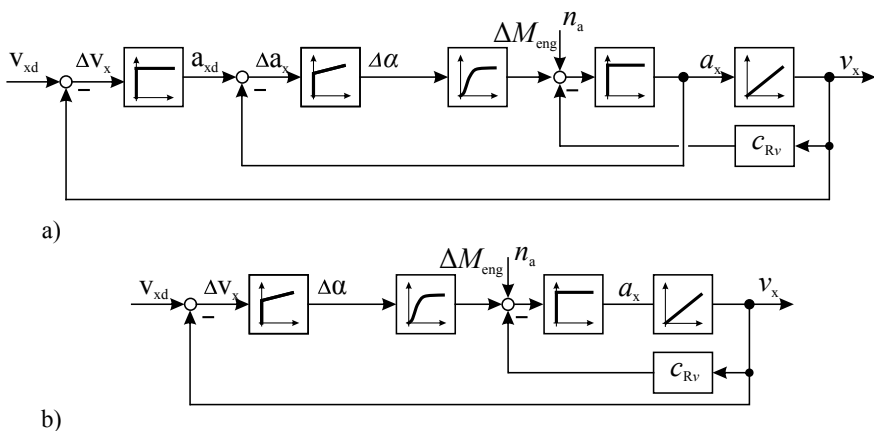 v_xd Δv_x a_xd Δa_x Δα ΔM_eng n_a a_x v_x
c_Rv
a)
v_xd Δv_x Δα ΔM_eng n_a a_x v_x
c_Rv
b)